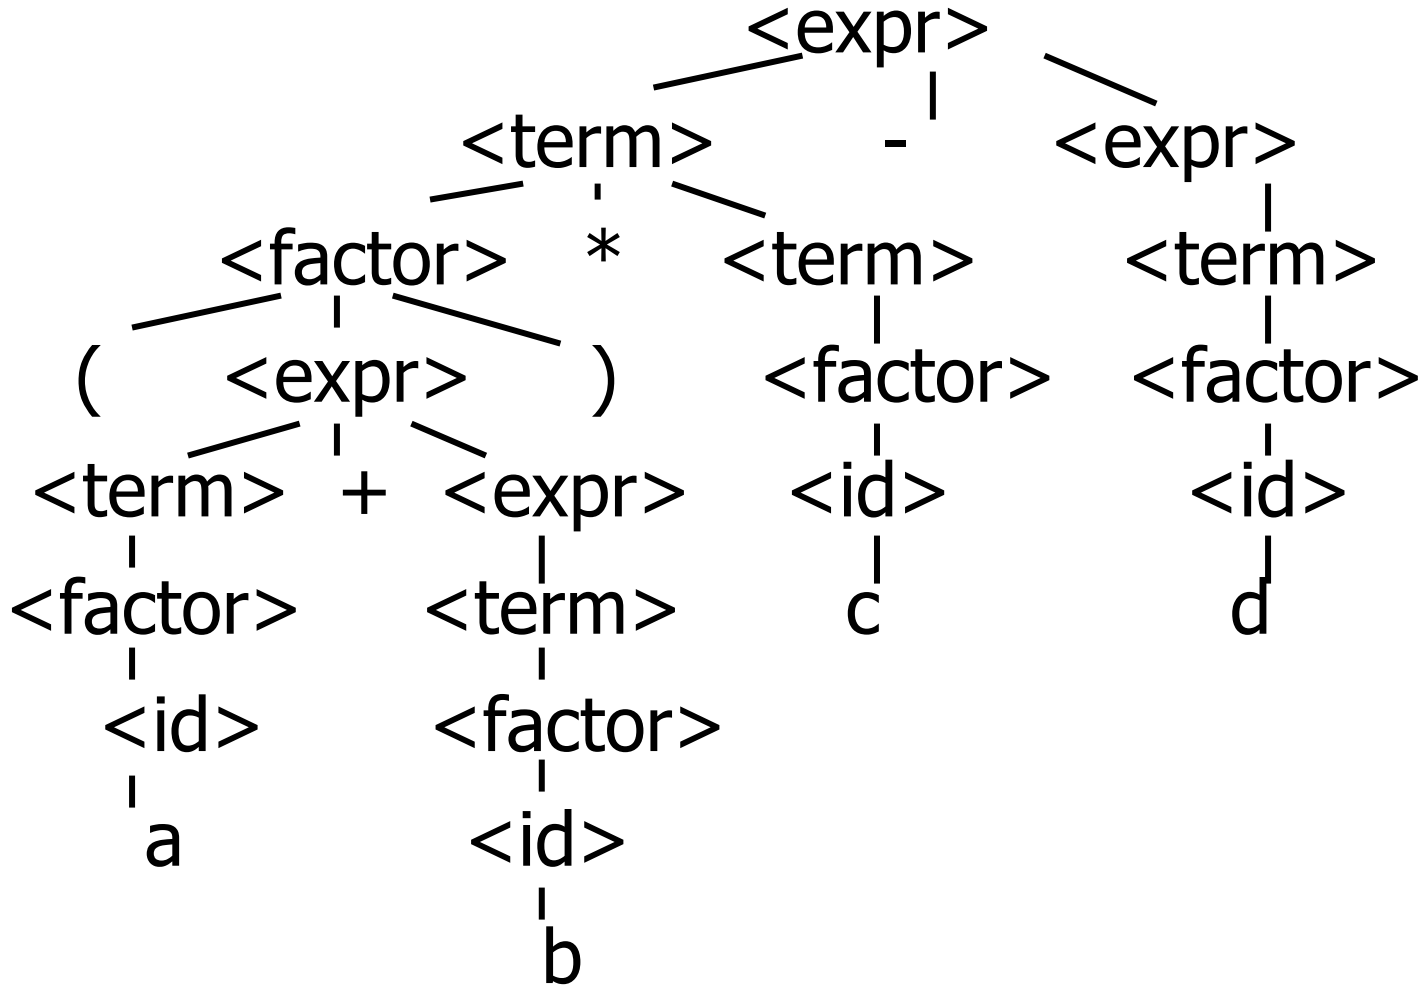 <expr>
<term> - <expr>
<factor> * <term> <term>
( <expr> ) <factor> <factor>
<term> + <expr> <id> <id>
<factor> <term> c d
<id> <factor>
a <id>
b